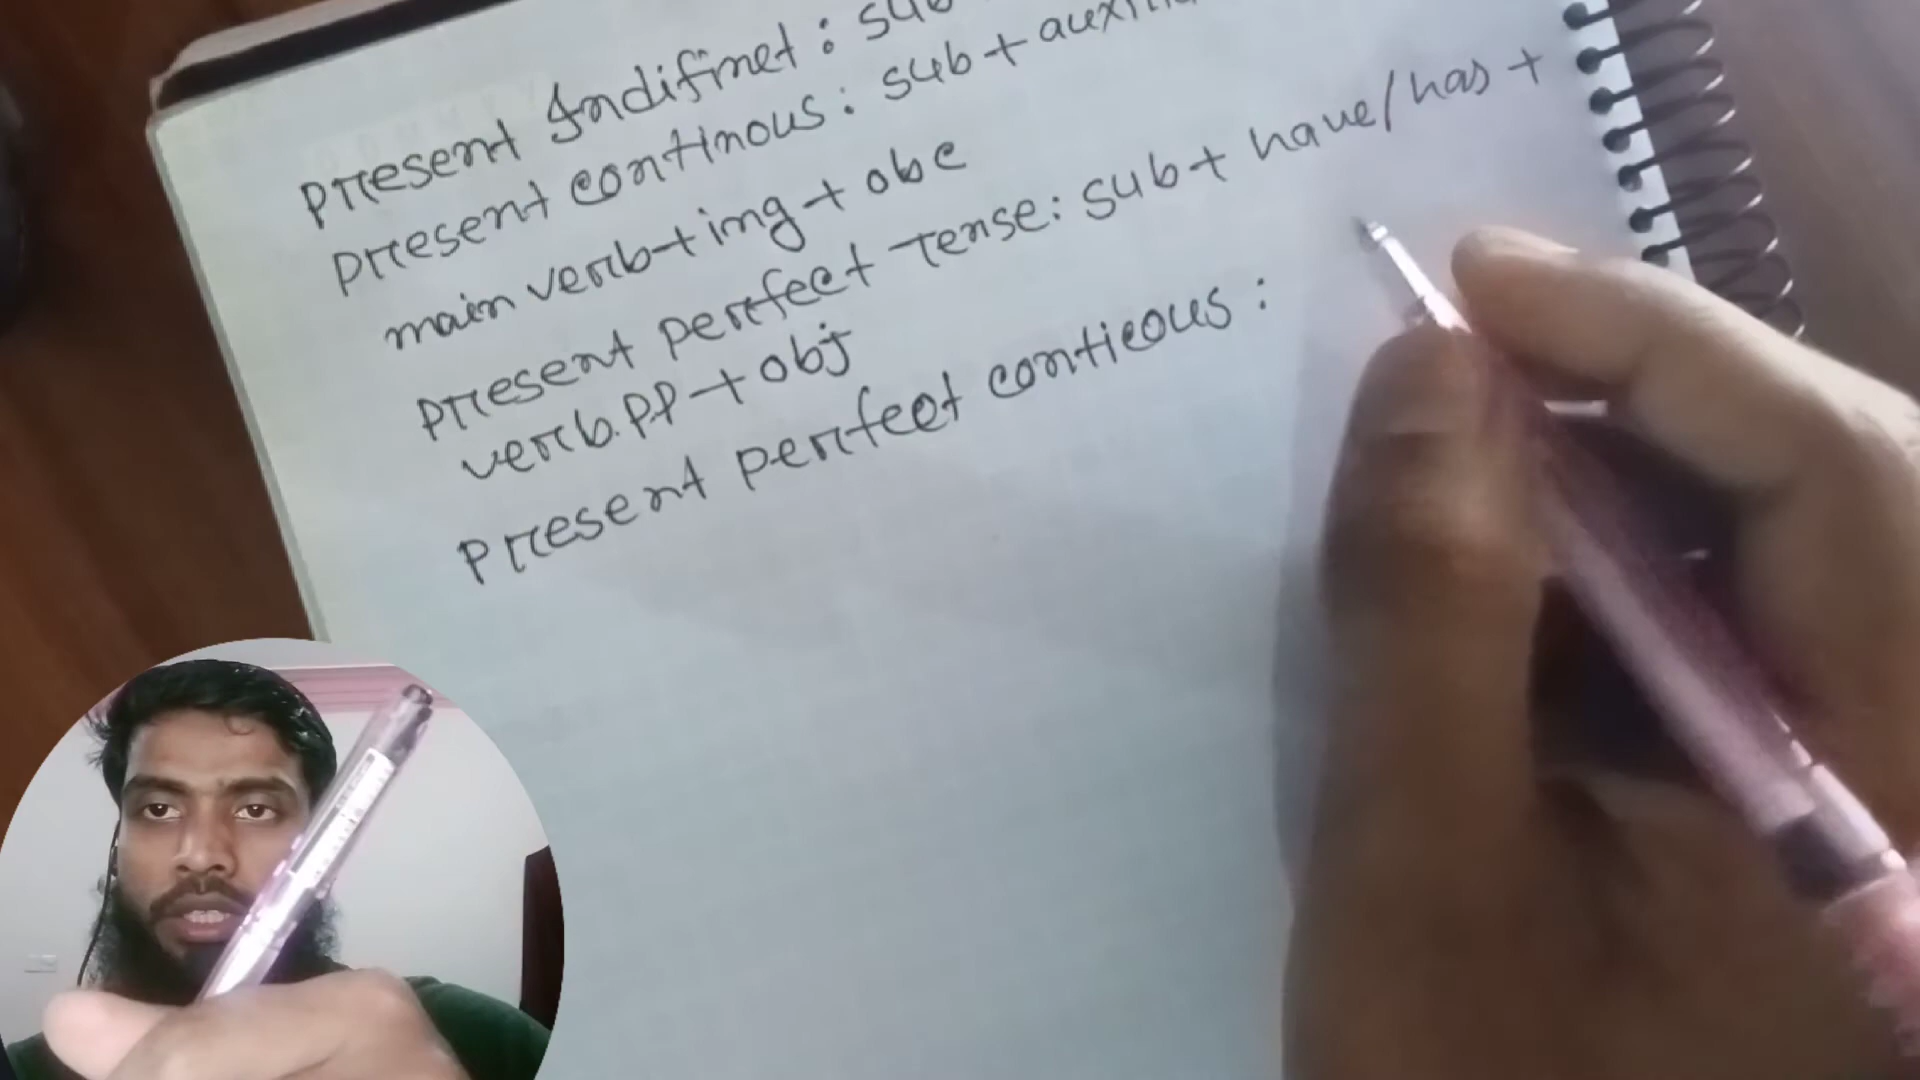 Present Indifinet : sub
Present continous : sub + auxili
main verb + ing + obe
Present perfect Tense : sub + have/has +
verb.pp + obj
Present perfect contieous :